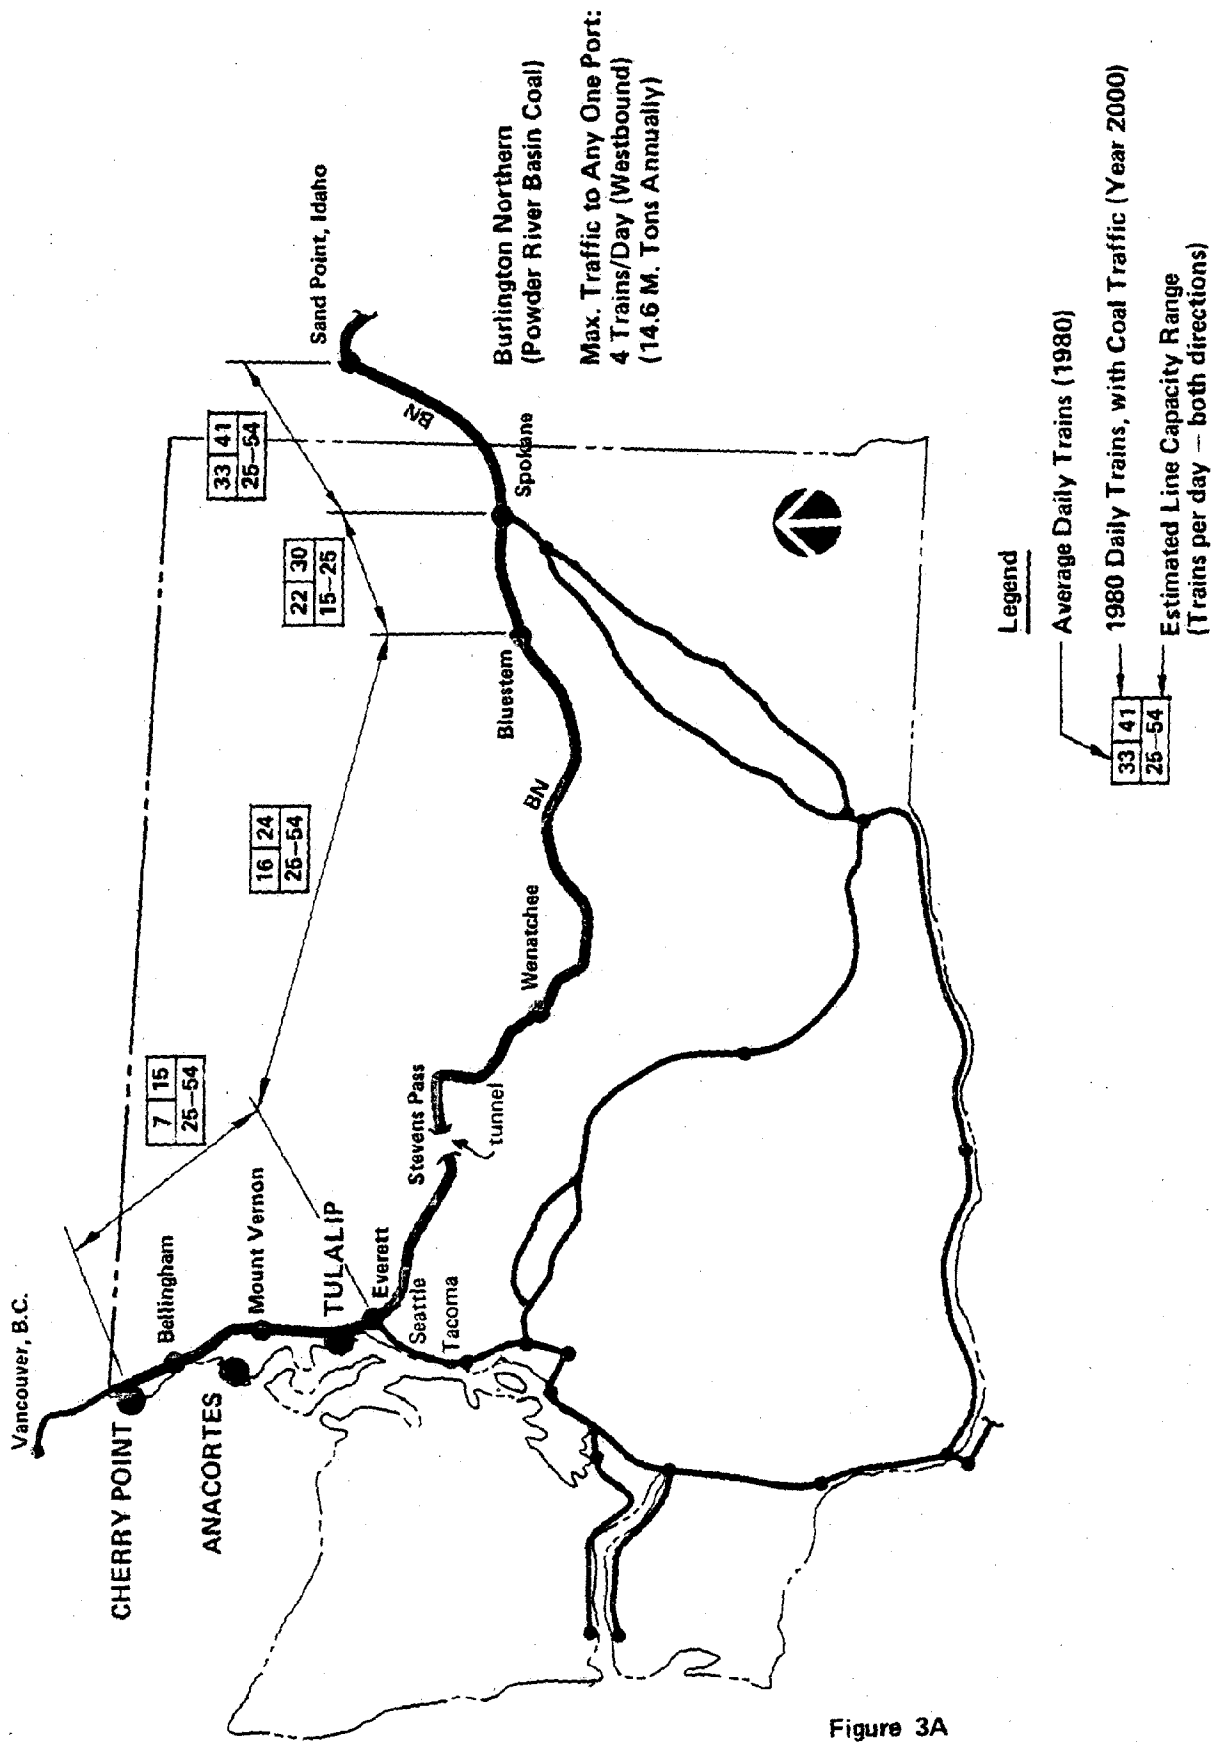 Vancouver, B.C.
CHERRY POINT
Bellingham
ANACORTES
Mount Vernon
TULALIP
Everett
Seattle
Tacoma
Stevens Pass
tunnel
Wenatchee
BN
Bluestem
Spokane
BN
Sand Point, Idaho
7 15
25–54
16 24
25–54
22 30
15–25
33 41
25–54
Burlington Northern
(Powder River Basin Coal)
Max. Traffic to Any One Port:
4 Trains/Day (Westbound)
(14.6 M. Tons Annually)
Legend
33 41
25–54
Average Daily Trains (1980)
1980 Daily Trains, with Coal Traffic (Year 2000)
Estimated Line Capacity Range
(Trains per day – both directions)
Figure 3A